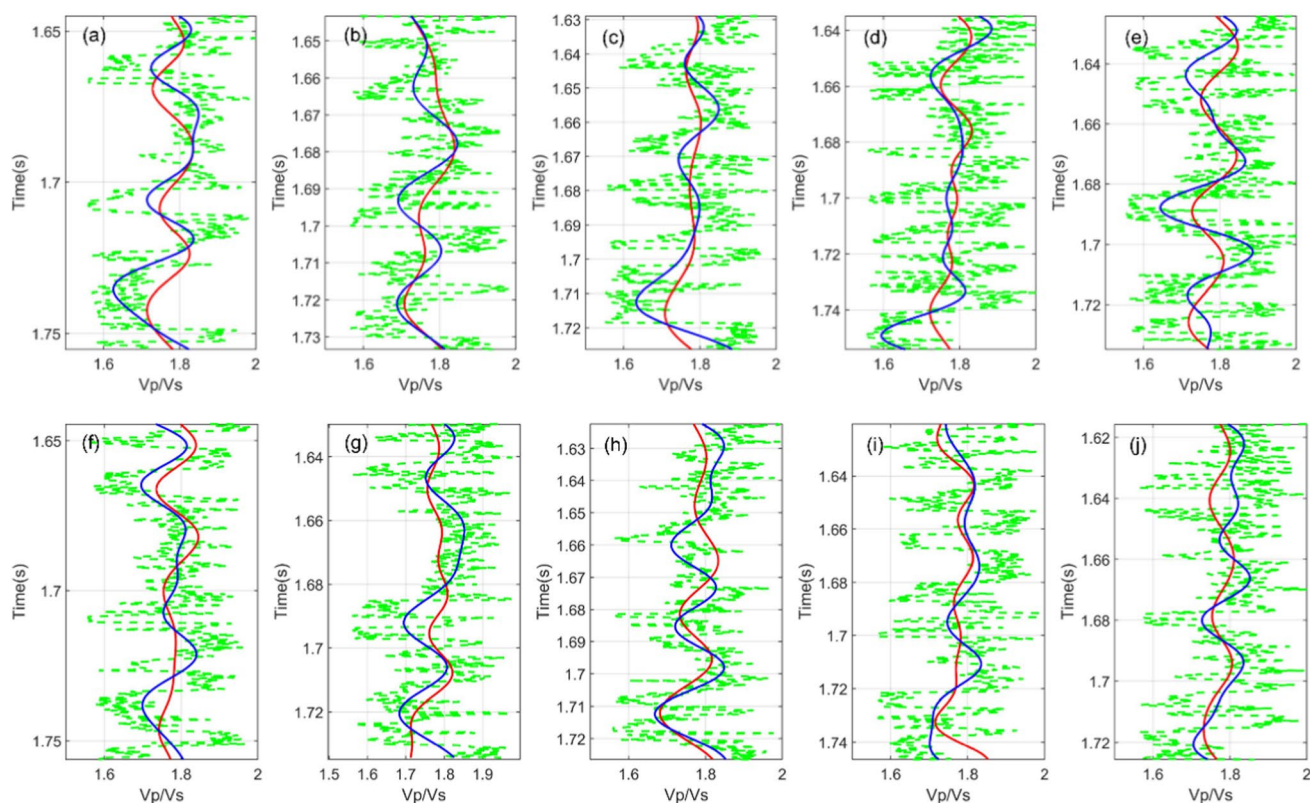 (a)
Time(s)
1.65
1.7
1.75
1.6 1.8 2
Vp/Vs
(b)
Time(s)
1.65
1.66
1.67
1.68
1.69
1.7
1.71
1.72
1.73
1.6 1.8 2
Vp/Vs
(c)
Time(s)
1.63
1.64
1.65
1.66
1.67
1.68
1.69
1.7
1.71
1.72
1.6 1.8 2
Vp/Vs
(d)
Time(s)
1.64
1.66
1.68
1.7
1.72
1.74
1.6 1.8 2
Vp/Vs
(e)
Time(s)
1.64
1.66
1.68
1.7
1.72
1.6 1.8 2
Vp/Vs
(f)
Time(s)
1.65
1.7
1.75
1.6 1.8 2
Vp/Vs
(g)
Time(s)
1.64
1.66
1.68
1.7
1.72
1.5 1.6 1.7 1.8 1.9
Vp/Vs
(h)
Time(s)
1.63
1.64
1.65
1.66
1.67
1.68
1.69
1.7
1.71
1.72
1.6 1.8 2
Vp/Vs
(i)
Time(s)
1.64
1.66
1.68
1.7
1.72
1.74
1.6 1.8 2
Vp/Vs
(j)
Time(s)
1.62
1.64
1.66
1.68
1.7
1.72
1.6 1.8 2
Vp/Vs